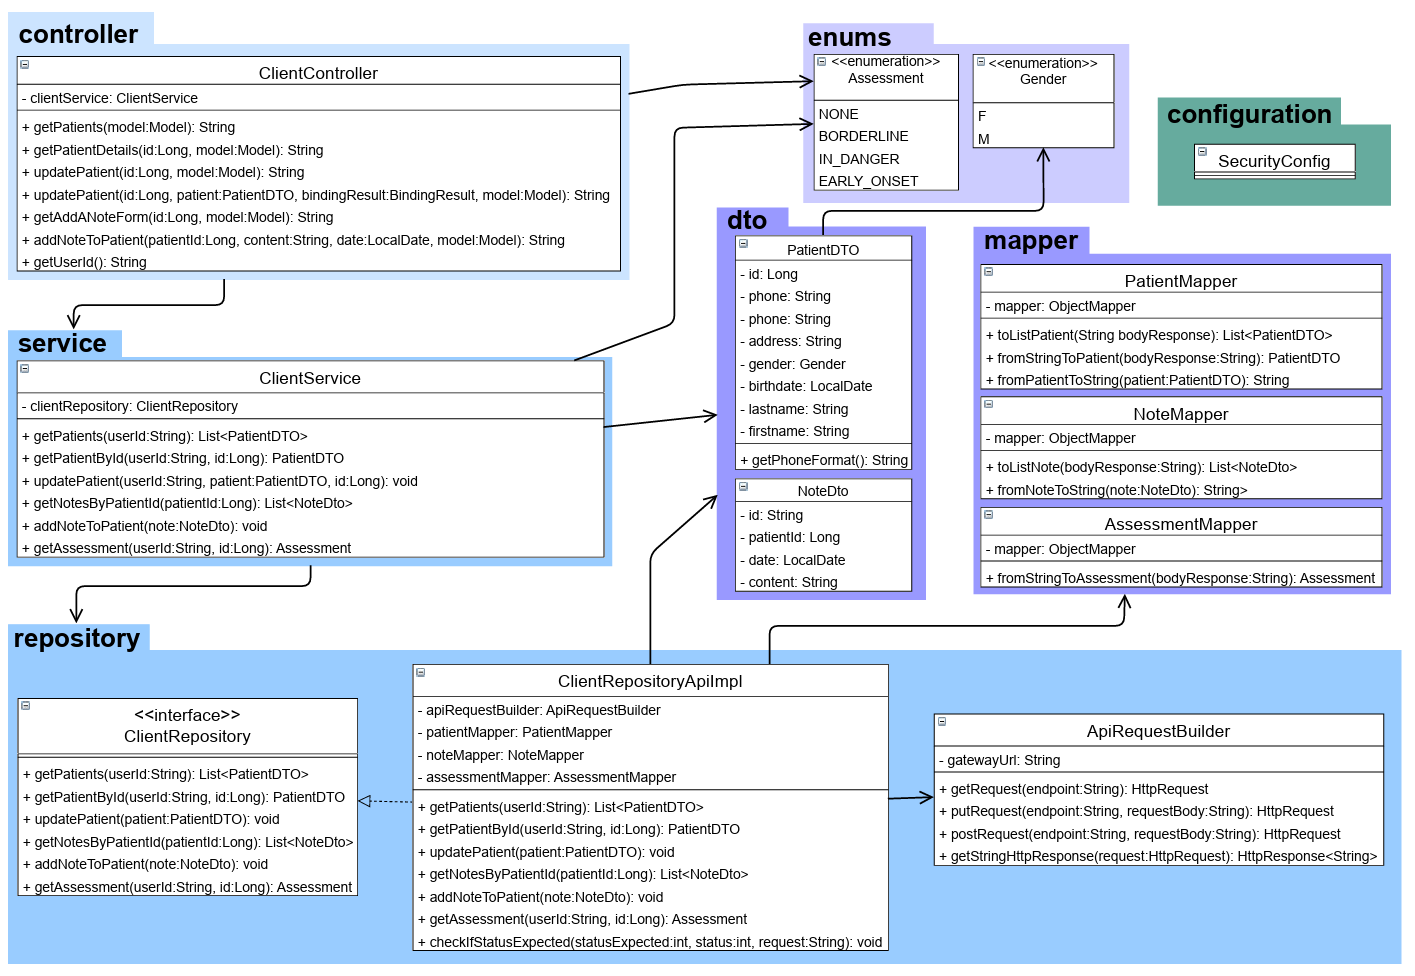 controller
ClientController
- clientService: ClientService
+ getPatients(model:Model): String
+ getPatientDetails(id:Long, model:Model): String
+ updatePatient(id:Long, model:Model): String
+ updatePatient(id:Long, patient:PatientDTO, bindingResult:BindingResult, model:Model): String
+ getAddANoteForm(id:Long, model:Model): String
+ addNoteToPatient(patientId:Long, content:String, date:LocalDate, model:Model): String
+ getUserId(): String
enums
<<enumeration>>
Assessment
NONE
BORDERLINE
IN_DANGER
EARLY_ONSET
<<enumeration>>
Gender
F
M
configuration
SecurityConfig
service
ClientService
- clientRepository: ClientRepository
+ getPatients(userId:String): List<PatientDTO>
+ getPatientById(userId:String, id:Long): PatientDTO
+ updatePatient(userId:String, patient:PatientDTO, id:Long): void
+ getNotesByPatientId(patientId:Long): List<NoteDto>
+ addNoteToPatient(note:NoteDto): void
+ getAssessment(userId:String, id:Long): Assessment
dto
PatientDTO
- id: Long
- phone: String
- phone: String
- address: String
- gender: Gender
- birthdate: LocalDate
- lastname: String
- firstname: String
+ getPhoneFormat(): String
NoteDto
- id: String
- patientId: Long
- date: LocalDate
- content: String
mapper
PatientMapper
- mapper: ObjectMapper
+ toListPatient(String bodyResponse): List<PatientDTO>
+ fromStringToPatient(bodyResponse:String): PatientDTO
+ fromPatientToString(patient:PatientDTO): String
NoteMapper
- mapper: ObjectMapper
+ toListNote(bodyResponse:String): List<NoteDto>
+ fromNoteToString(note:NoteDto): String>
AssessmentMapper
- mapper: ObjectMapper
+ fromStringToAssessment(bodyResponse:String): Assessment
repository
<<interface>>
ClientRepository
+ getPatients(userId:String): List<PatientDTO>
+ getPatientById(userId:String, id:Long): PatientDTO
+ updatePatient(patient:PatientDTO): void
+ getNotesByPatientId(patientId:Long): List<NoteDto>
+ addNoteToPatient(note:NoteDto): void
+ getAssessment(userId:String, id:Long): Assessment
ClientRepositoryApiImpl
- apiRequestBuilder: ApiRequestBuilder
- patientMapper: PatientMapper
- noteMapper: NoteMapper
- assessmentMapper: AssessmentMapper
+ getPatients(userId:String): List<PatientDTO>
+ getPatientById(userId:String, id:Long): PatientDTO
+ updatePatient(patient:PatientDTO): void
+ getNotesByPatientId(patientId:Long): List<NoteDto>
+ addNoteToPatient(note:NoteDto): void
+ getAssessment(userId:String, id:Long): Assessment
+ checkIfStatusExpected(statusExpected:int, status:int, request:String): void
ApiRequestBuilder
- gatewayUrl: String
+ getRequest(endpoint:String): HttpRequest
+ putRequest(endpoint:String, requestBody:String): HttpRequest
+ postRequest(endpoint:String, requestBody:String): HttpRequest
+ getStringHttpResponse(request:HttpRequest): HttpResponse<String>